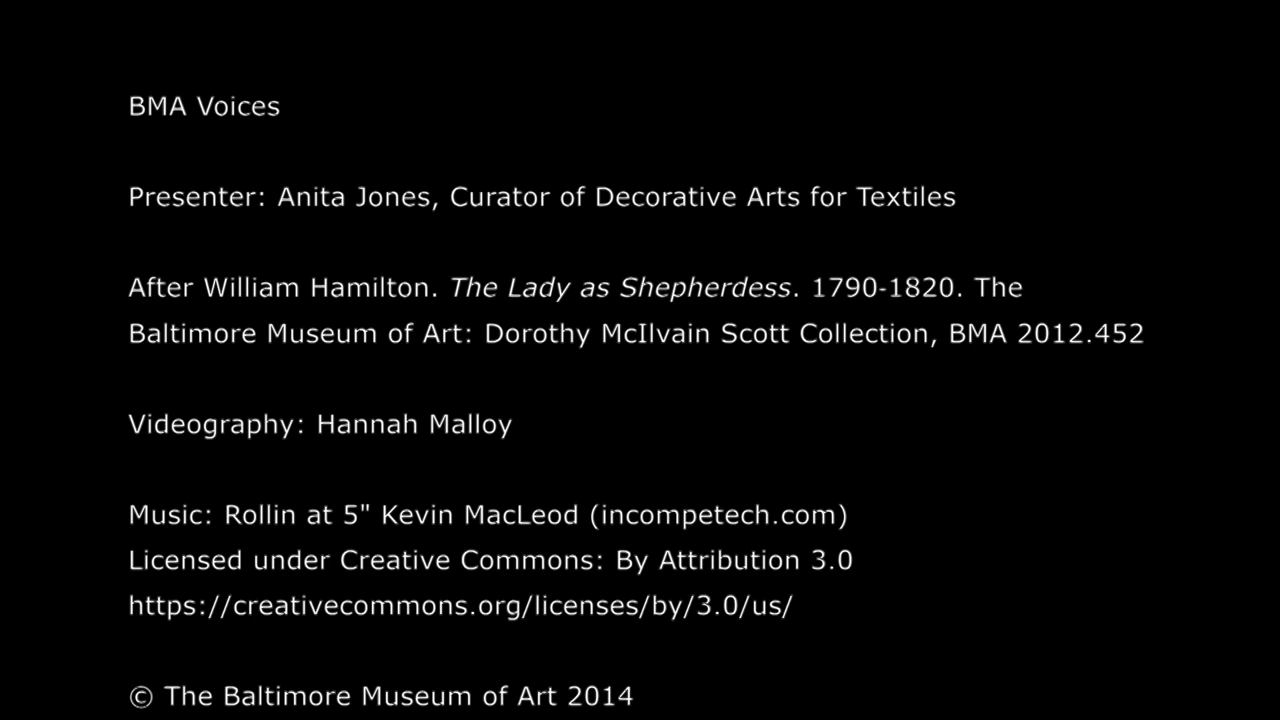 BMA Voices
Presenter: Anita Jones, Curator of Decorative Arts for Textiles
After William Hamilton. The Lady as Shepherdess. 1790-1820. The
Baltimore Museum of Art: Dorothy McIlvain Scott Collection, BMA 2012.452
Videography: Hannah Malloy
Music: Rollin at 5" Kevin MacLeod (incompetech.com)
Licensed under Creative Commons: By Attribution 3.0
https://creativecommons.org/licenses/by/3.0/us/
© The Baltimore Museum of Art 2014